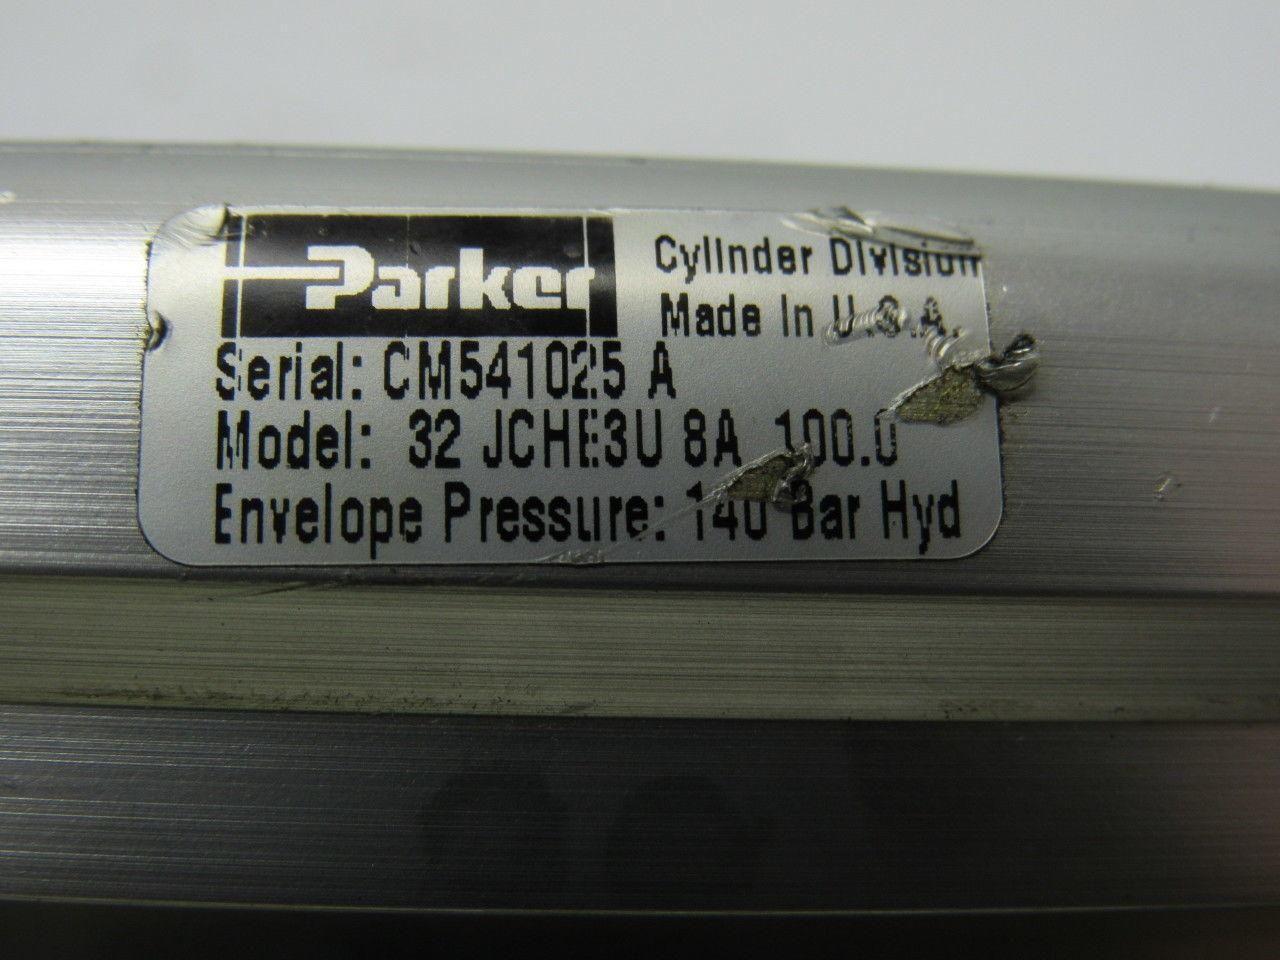 Parker
Cylinder Division
Made In U.S.A.
Serial: CM541025 A
Model: 32 JCHE3U 8A 100.0
Envelope Pressure: 140 Bar Hyd